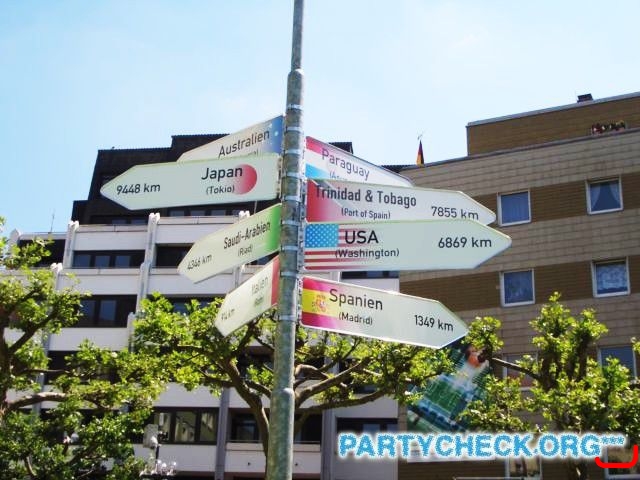 Australien
Paraguay
Japan
(Tokio)
9448 km
Trinidad & Tobago
(Port of Spain)
7855 km
USA
(Washington)
6869 km
Saudi-Arabien
(Riad)
4346 km
Italien
(Rom)
Spanien
(Madrid)
1349 km
PARTYCHECK.ORG***